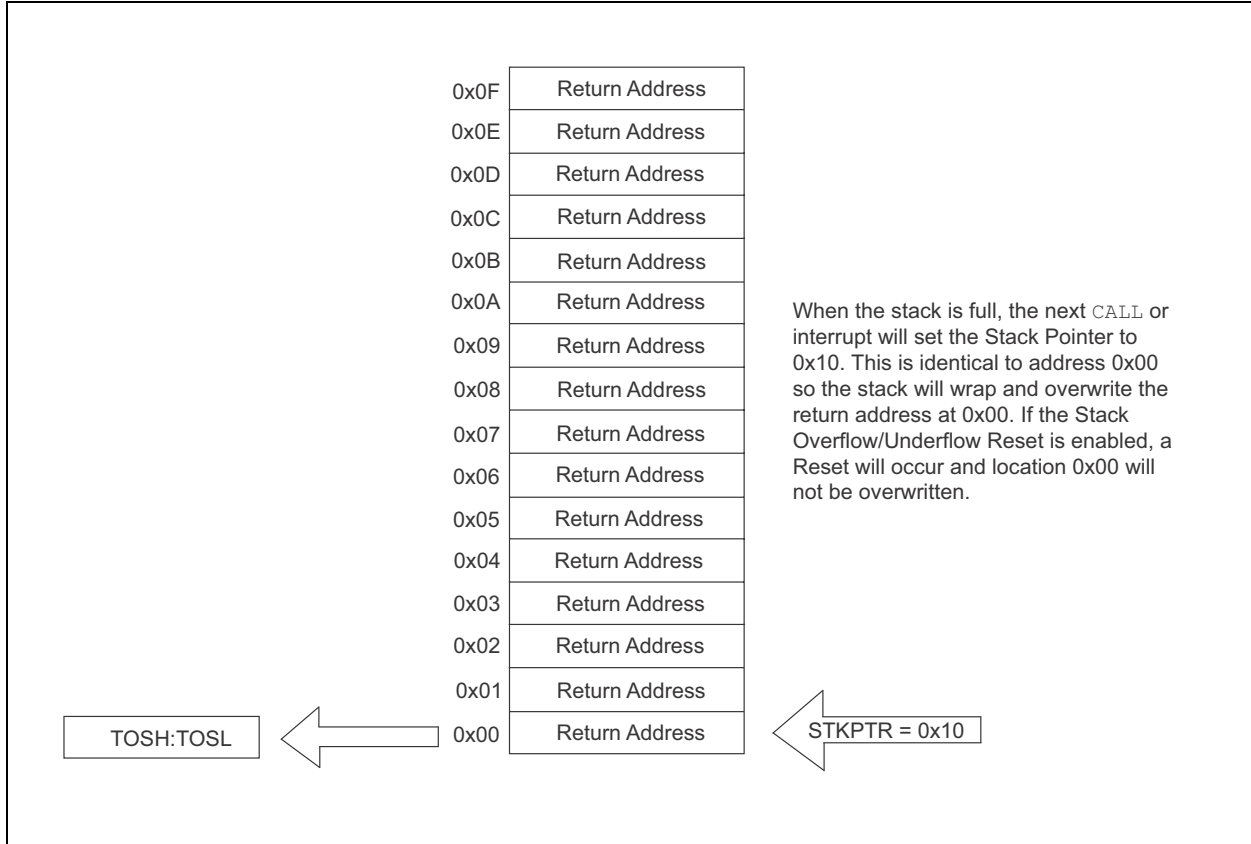 0x0F Return Address
0x0E Return Address
0x0D Return Address
0x0C Return Address
0x0B Return Address
0x0A Return Address
0x09 Return Address
0x08 Return Address
0x07 Return Address
0x06 Return Address
0x05 Return Address
0x04 Return Address
0x03 Return Address
0x02 Return Address
0x01 Return Address
TOSH:TOSL 0x00 Return Address STKPTR = 0x10
When the stack is full, the next CALL or
interrupt will set the Stack Pointer to
0x10. This is identical to address 0x00
so the stack will wrap and overwrite the
return address at 0x00. If the Stack
Overflow/Underflow Reset is enabled, a
Reset will occur and location 0x00 will
not be overwritten.